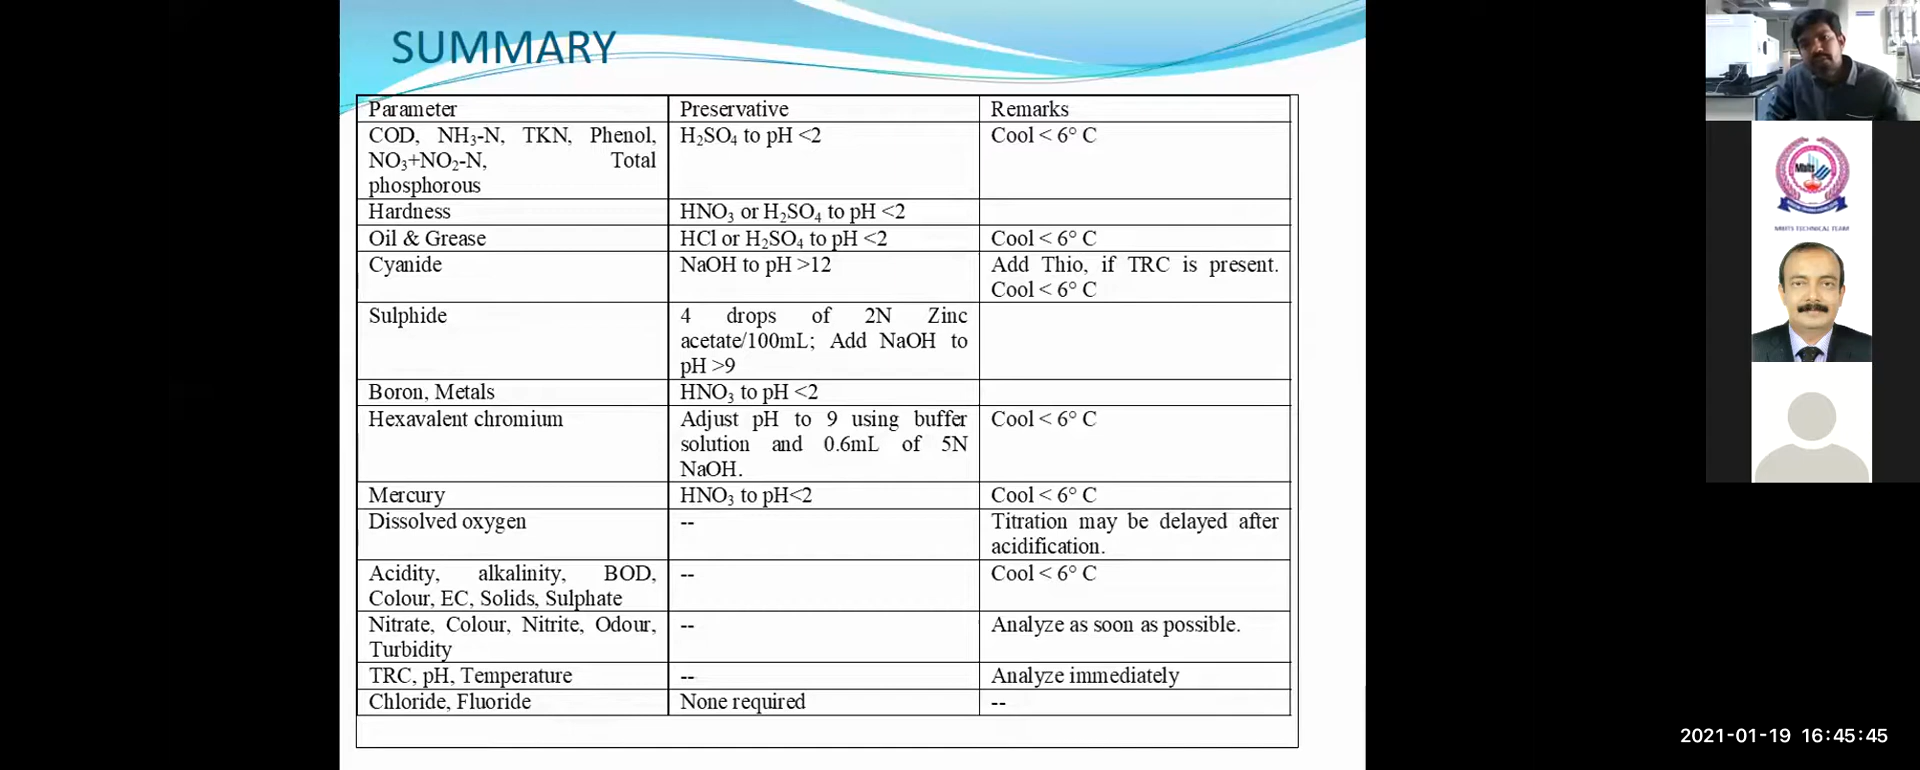 SUMMARY
Parameter Preservative Remarks
COD, NH₃-N, TKN, Phenol, H₂SO₄ to pH <2 Cool < 6° C
NO₃+NO₂-N, Total
phosphorous
Hardness HNO₃ or H₂SO₄ to pH <2
Oil & Grease HCl or H₂SO₄ to pH <2 Cool < 6° C
Cyanide NaOH to pH >12 Add Thio, if TRC is present.
Cool < 6° C
Sulphide 4 drops of 2N Zinc
acetate/100mL; Add NaOH to
pH >9
Boron, Metals HNO₃ to pH <2
Hexavalent chromium Adjust pH to 9 using buffer Cool < 6° C
solution and 0.6mL of 5N
NaOH.
Mercury HNO₃ to pH<2 Cool < 6° C
Dissolved oxygen -- Titration may be delayed after
acidification.
Acidity, alkalinity, BOD, -- Cool < 6° C
Colour, EC, Solids, Sulphate
Nitrate, Colour, Nitrite, Odour, -- Analyze as soon as possible.
Turbidity
TRC, pH, Temperature -- Analyze immediately
Chloride, Fluoride None required --
Mbits
MBITS TECHNICAL TEAM
2021-01-19 16:45:45